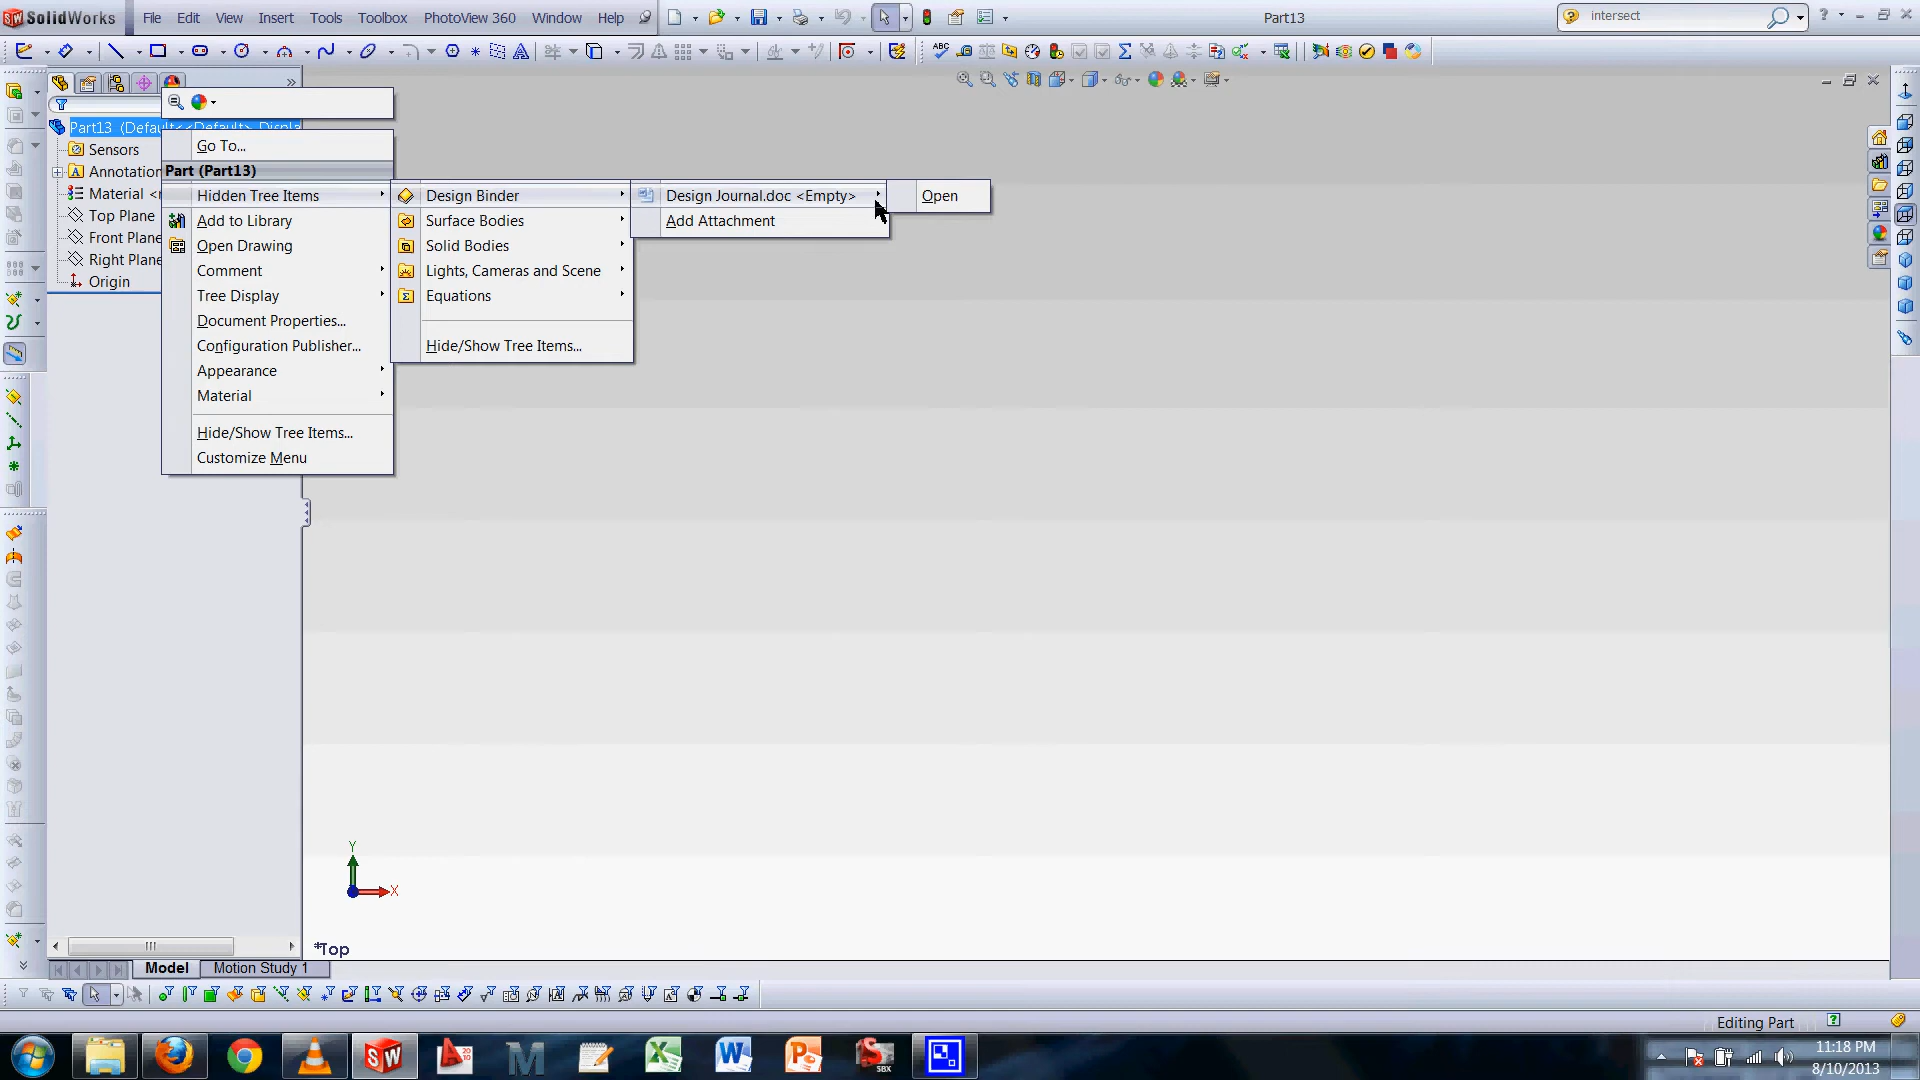 SolidWorks File Edit View Insert Tools Toolbox PhotoView 360 Window Help Part13 intersect
Part13 (Default<<Default>_Displa
Sensors
Annotation
Material <
Top Plane
Front Plane
Right Plane
Origin
Go To...
Part (Part13)
Hidden Tree Items
Add to Library
Open Drawing
Comment
Tree Display
Document Properties...
Configuration Publisher...
Appearance
Material
Hide/Show Tree Items...
Customize Menu
Design Binder
Surface Bodies
Solid Bodies
Lights, Cameras and Scene
Equations
Hide/Show Tree Items...
Design Journal.doc <Empty>
Add Attachment
Open
Y
X
*Top
Model Motion Study 1
Editing Part
11:18 PM
8/10/2013